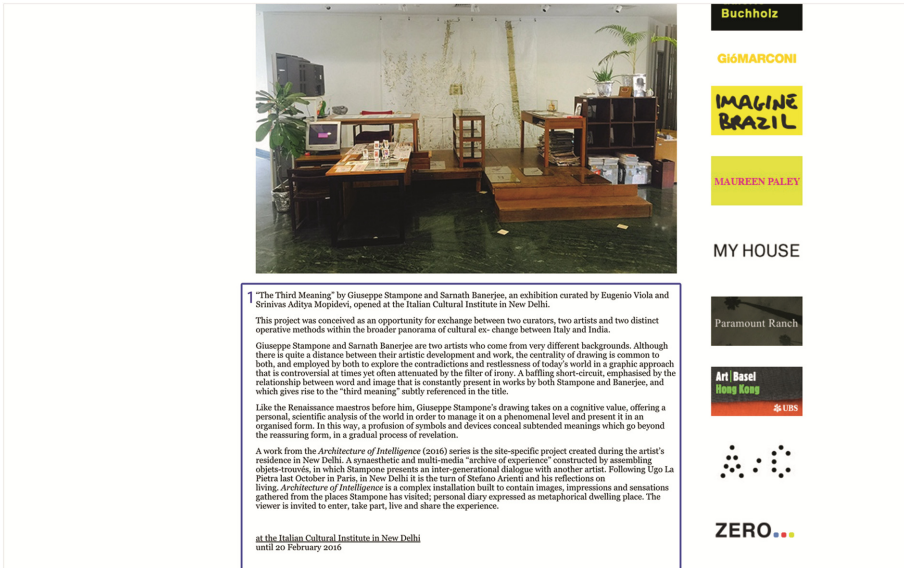 1
“The Third Meaning” by Giuseppe Stampone and Sarnath Banerjee, an exhibition curated by Eugenio Viola and
Srinivas Aditya Mopidevi, opened at the Italian Cultural Institute in New Delhi.
This project was conceived as an opportunity for exchange between two curators, two artists and two distinct
operative methods within the broader panorama of cultural ex- change between Italy and India.
Giuseppe Stampone and Sarnath Banerjee are two artists who come from very different backgrounds. Although
there is quite a distance between their artistic development and work, the centrality of drawing is common to
both, and employed by both to explore the contradictions and restlessness of today’s world in a graphic approach
that is controversial at times yet often attenuated by the filter of irony. A baffling short-circuit, emphasised by the
relationship between word and image that is constantly present in works by both Stampone and Banerjee, and
which gives rise to the “third meaning” subtly referenced in the title.
Like the Renaissance maestros before him, Giuseppe Stampone’s drawing takes on a cognitive value, offering a
personal, scientific analysis of the world in order to manage it on a phenomenal level and present it in an
organised form. In this way, a profusion of symbols and devices conceal subtended meanings which go beyond
the reassuring form, in a gradual process of revelation.
A work from the Architecture of Intelligence (2016) series is the site-specific project created during the artist’s
residence in New Delhi. A synaesthetic and multi-media “archive of experience” constructed by assembling
objets-trouvés, in which Stampone presents an inter-generational dialogue with another artist. Following Ugo La
Pietra last October in Paris, in New Delhi it is the turn of Stefano Arienti and his reflections on
living. Architecture of Intelligence is a complex installation built to contain images, impressions and sensations
gathered from the places Stampone has visited; personal diary expressed as metaphorical dwelling place. The
viewer is invited to enter, take part, live and share the experience.
at the Italian Cultural Institute in New Delhi
until 20 February 2016
Buchholz
GióMARCONI
IMAGINE
BRAZIL
MAUREEN PALEY
MY HOUSE
Paramount Ranch
Art | Basel
Hong Kong
UBS
A.C
ZERO...